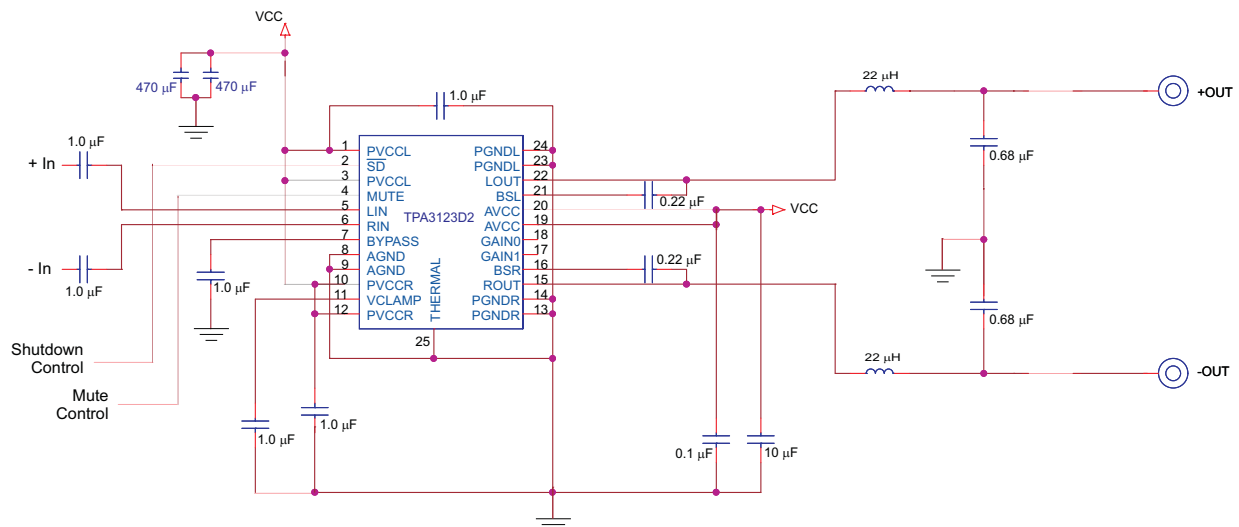 VCC
470 μF
470 μF
1.0 μF
1.0 μF
+ In
- In
1.0 μF
1.0 μF
Shutdown
Control
Mute
Control
1.0 μF
1.0 μF
TPA3123D2
THERMAL
25
1 PVCCL
2 SD
3 PVCCL
4 MUTE
5 LIN
6 RIN
7 BYPASS
8 AGND
9 AGND
10 PVCCR
11 VCLAMP
12 PVCCR
PGNDL 24
PGNDL 23
LOUT 22
BSL 21
AVCC 20
AVCC 19
GAIN0 18
GAIN1 17
BSR 16
ROUT 15
PGNDR 14
PGNDR 13
0.22 μF
VCC
0.22 μF
0.1 μF
10 μF
22 μH
+OUT
0.68 μF
0.68 μF
22 μH
-OUT